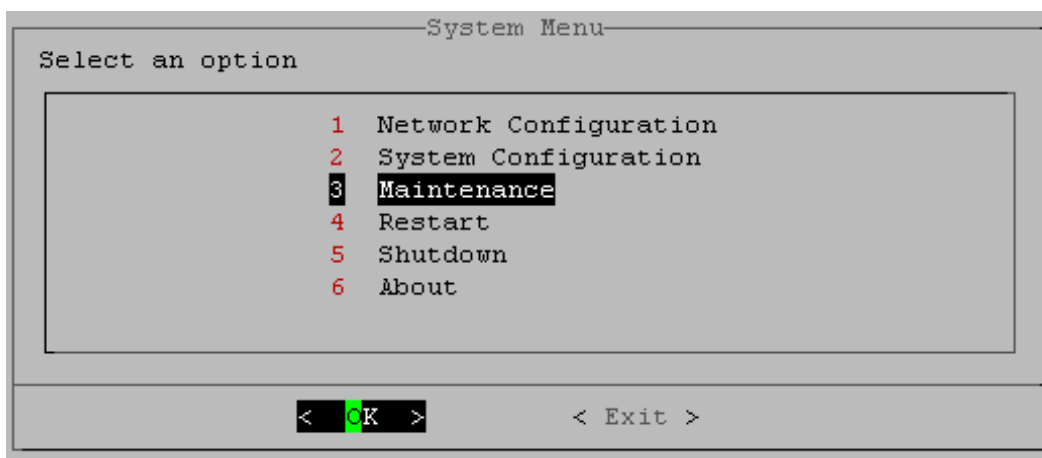 System Menu
Select an option
1 Network Configuration
2 System Configuration
3 Maintenance
4 Restart
5 Shutdown
6 About
< OK > < Exit >